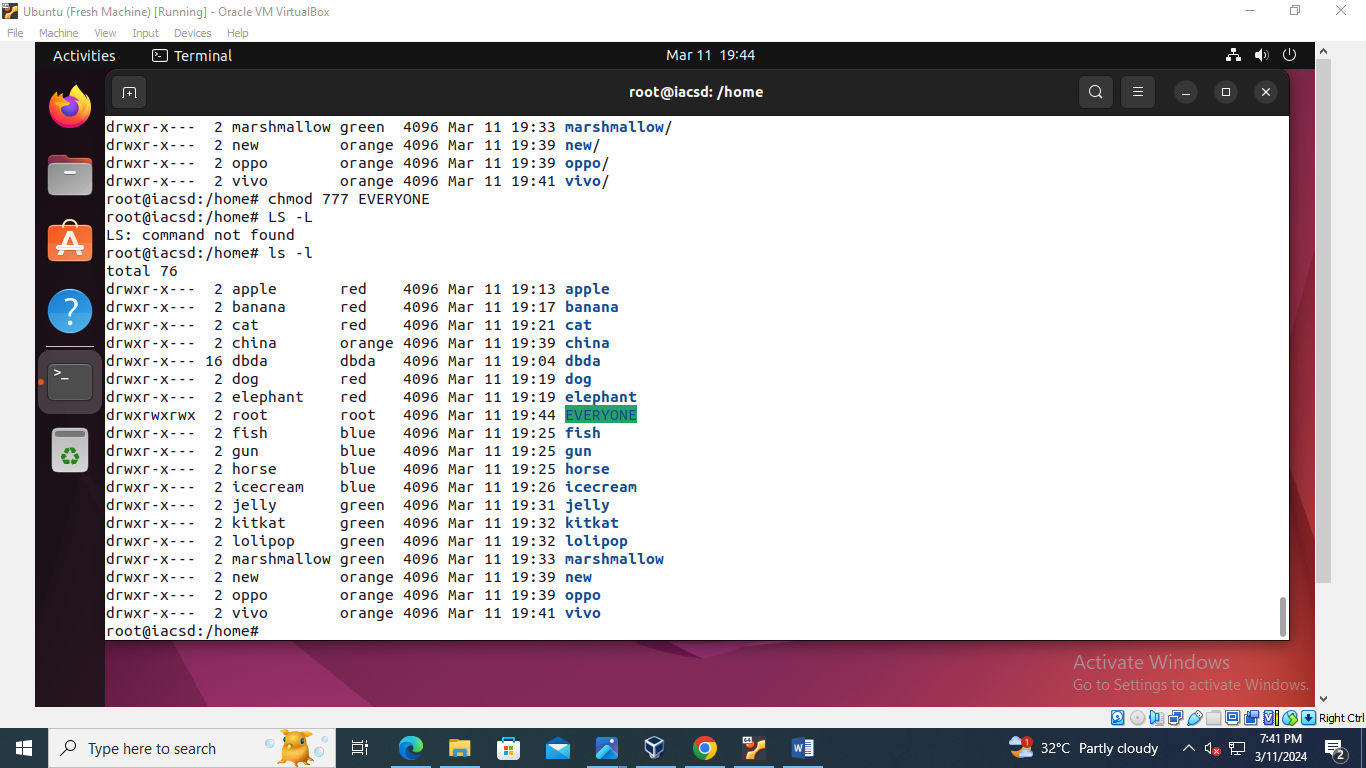 Ubuntu (Fresh Machine) [Running] - Oracle VM VirtualBox
File Machine View Input Devices Help
Activities Terminal Mar 11 19:44
root@iacsd: /home
drwxr-x---  2 marshmallow green  4096 Mar 11 19:33 marshmallow/
drwxr-x---  2 new         orange 4096 Mar 11 19:39 new/
drwxr-x---  2 oppo        orange 4096 Mar 11 19:39 oppo/
drwxr-x---  2 vivo        orange 4096 Mar 11 19:41 vivo/
root@iacsd:/home# chmod 777 EVERYONE
root@iacsd:/home# LS -L
LS: command not found
root@iacsd:/home# ls -l
total 76
drwxr-x---  2 apple       red    4096 Mar 11 19:13 apple
drwxr-x---  2 banana      red    4096 Mar 11 19:17 banana
drwxr-x---  2 cat         red    4096 Mar 11 19:21 cat
drwxr-x---  2 china       orange 4096 Mar 11 19:39 china
drwxr-x--- 16 dbda        dbda   4096 Mar 11 19:04 dbda
drwxr-x---  2 dog         red    4096 Mar 11 19:19 dog
drwxr-x---  2 elephant    red    4096 Mar 11 19:19 elephant
drwxrwxrwx  2 root        root   4096 Mar 11 19:44 EVERYONE
drwxr-x---  2 fish        blue   4096 Mar 11 19:25 fish
drwxr-x---  2 gun         blue   4096 Mar 11 19:25 gun
drwxr-x---  2 horse       blue   4096 Mar 11 19:25 horse
drwxr-x---  2 icecream    blue   4096 Mar 11 19:26 icecream
drwxr-x---  2 jelly       green  4096 Mar 11 19:31 jelly
drwxr-x---  2 kitkat      green  4096 Mar 11 19:32 kitkat
drwxr-x---  2 lolipop     green  4096 Mar 11 19:32 lolipop
drwxr-x---  2 marshmallow green  4096 Mar 11 19:33 marshmallow
drwxr-x---  2 new         orange 4096 Mar 11 19:39 new
drwxr-x---  2 oppo        orange 4096 Mar 11 19:39 oppo
drwxr-x---  2 vivo        orange 4096 Mar 11 19:41 vivo
root@iacsd:/home#
Activate Windows
Go to Settings to activate Windows.
Right Ctrl
Type here to search
1
32°C Partly cloudy
7:41 PM
3/11/2024
2